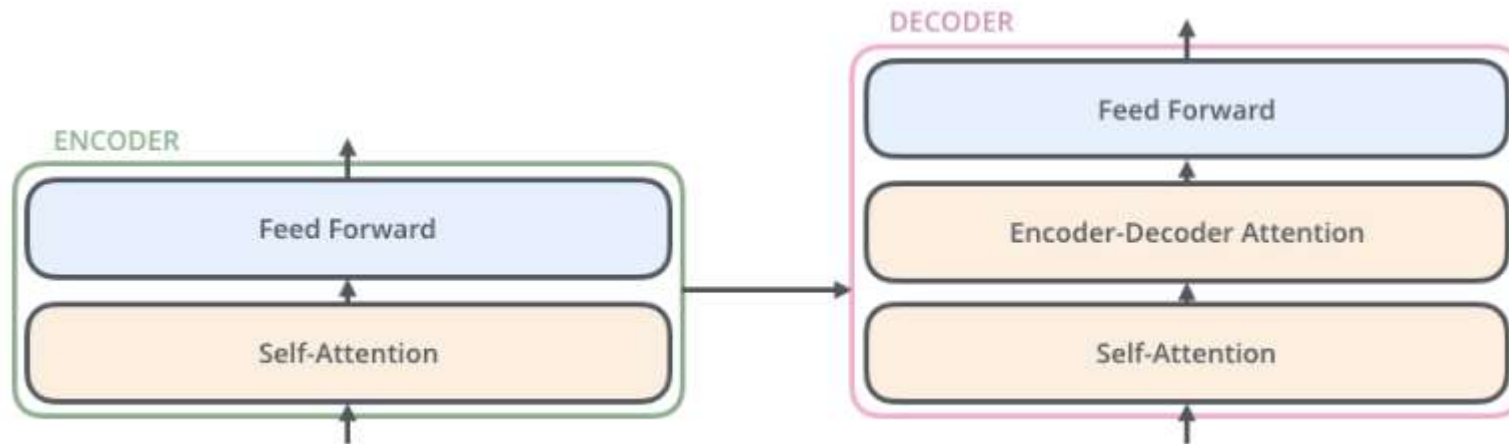 ENCODER
Feed Forward
Self-Attention
DECODER
Feed Forward
Encoder-Decoder Attention
Self-Attention